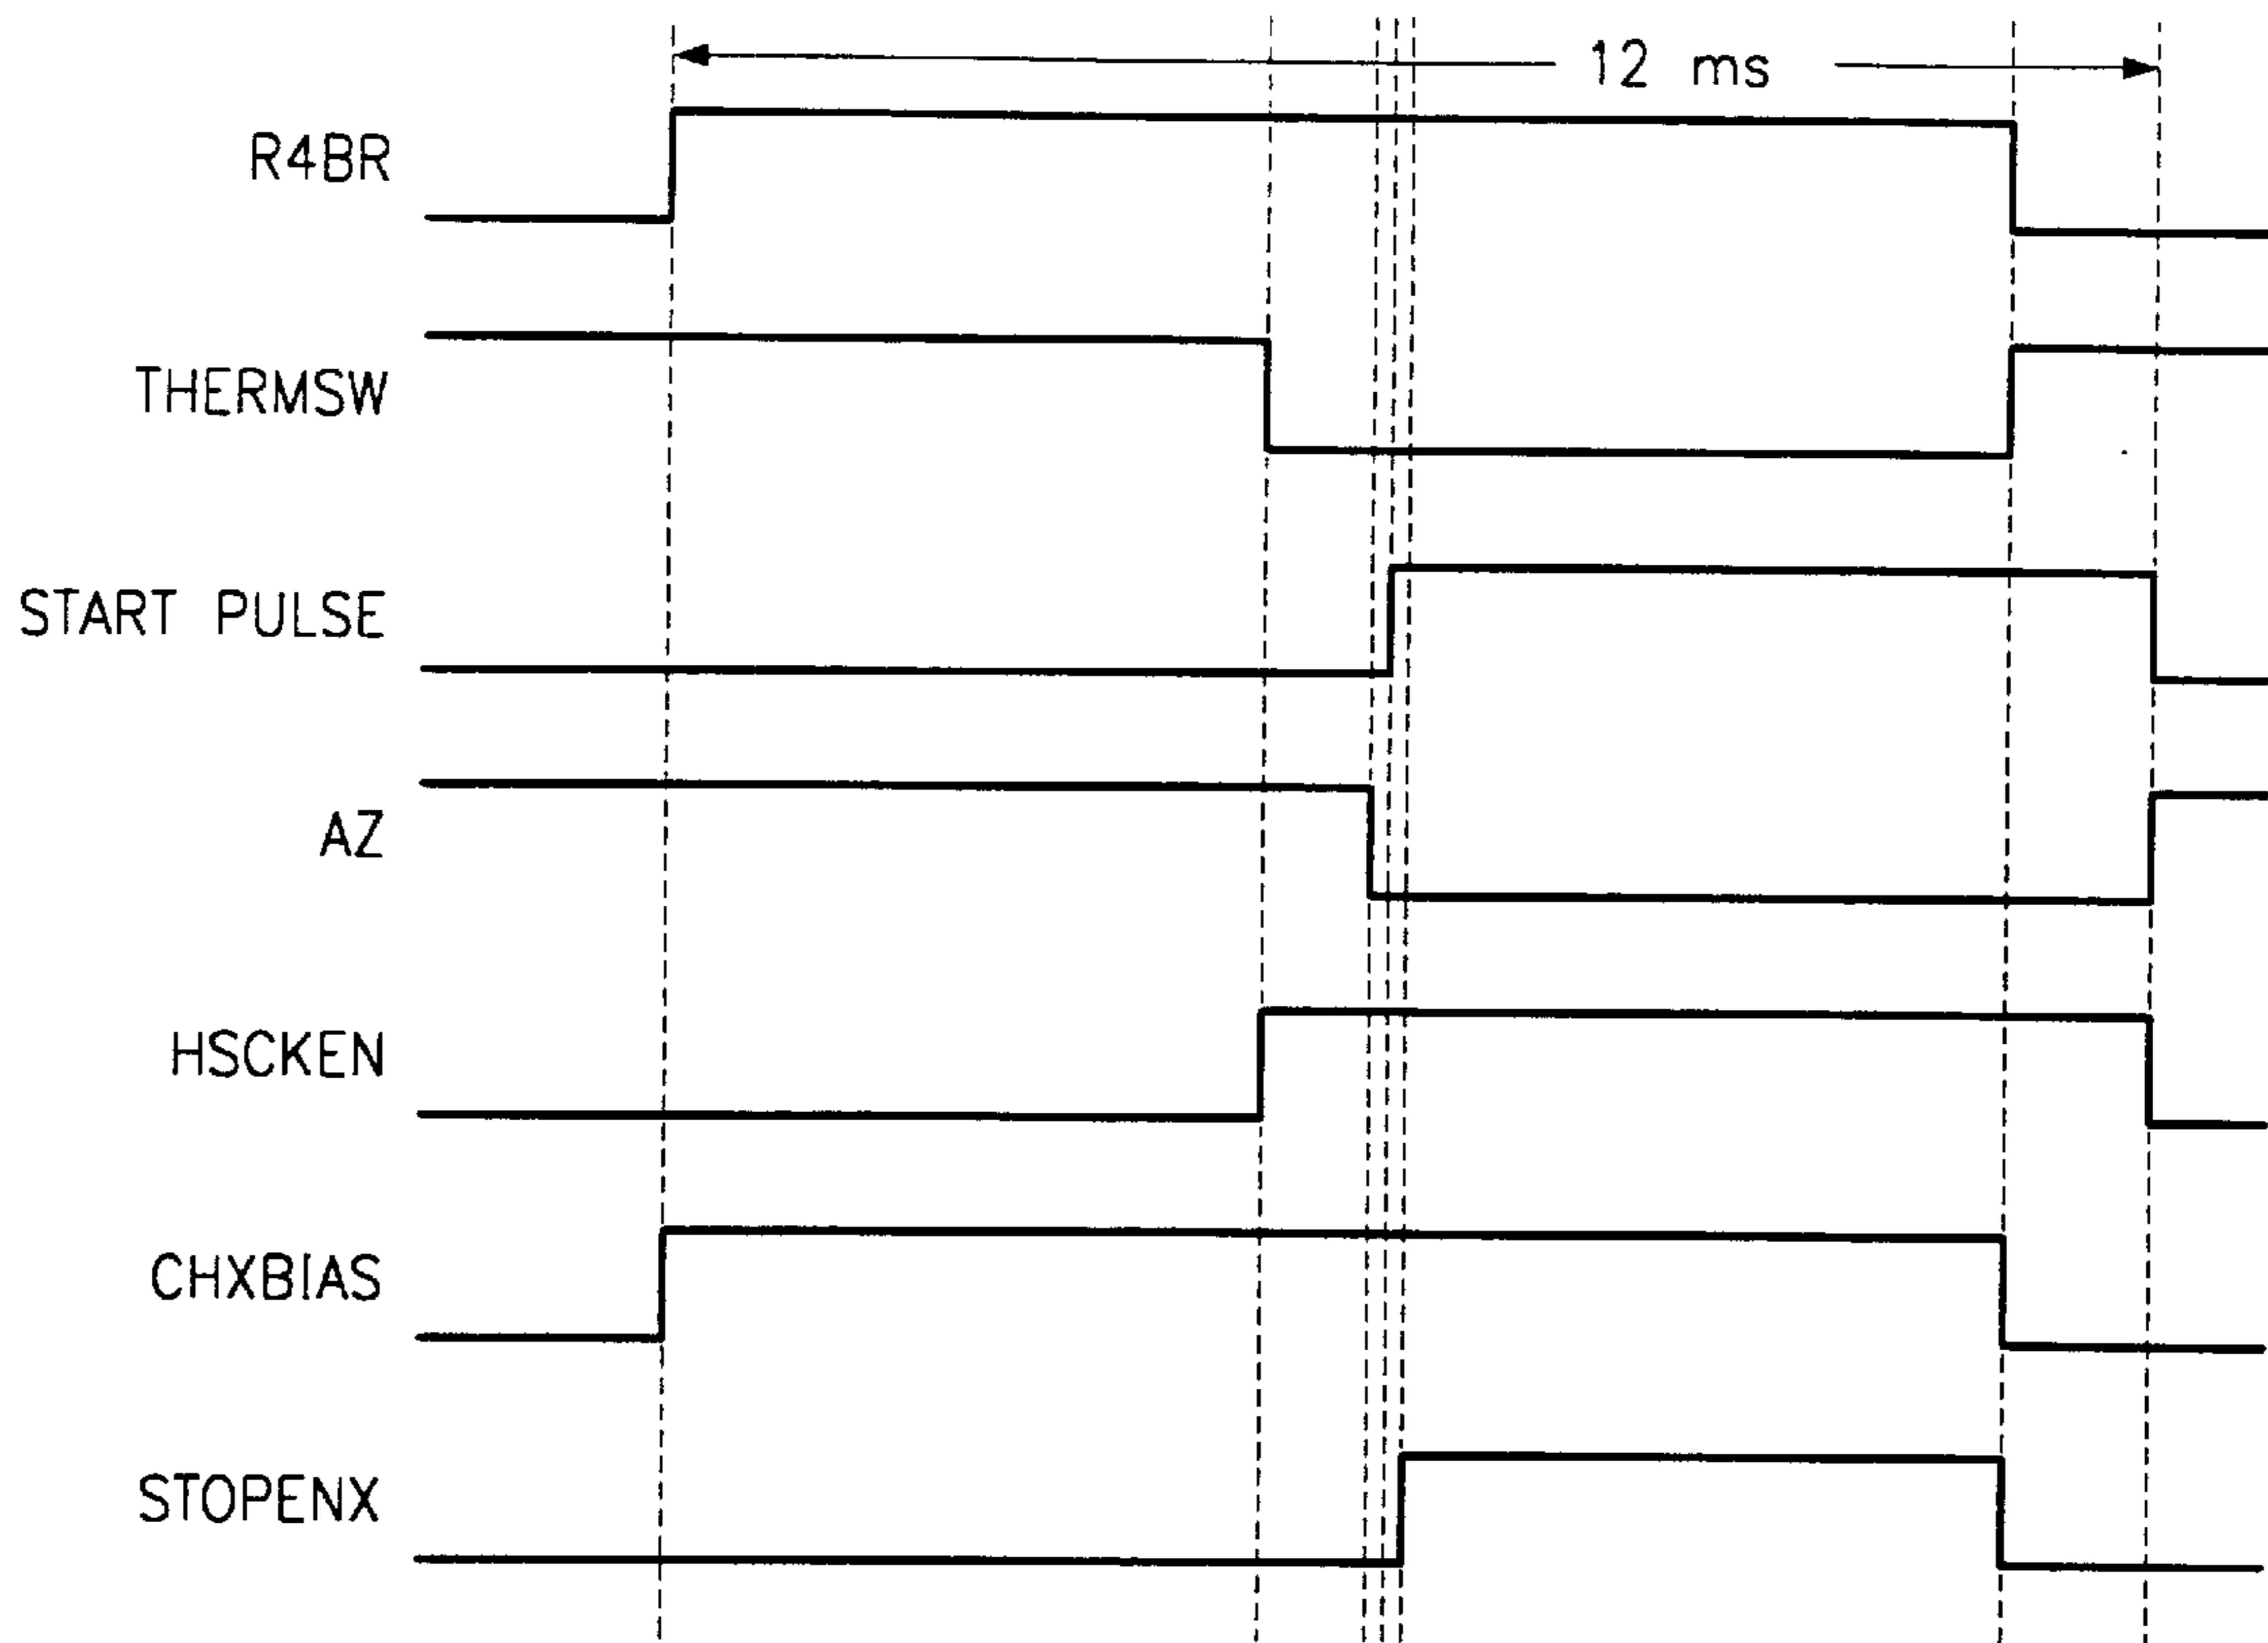 12 ms
R4BR
THERMSW
START PULSE
AZ
HSCKEN
CHXBIAS
STOPENX